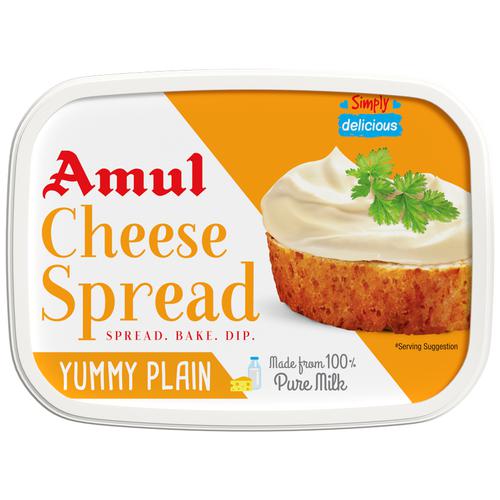 Simply
delicious
Amul
Cheese
Spread
SPREAD. BAKE. DIP.
YUMMY PLAIN
Made from 100%
Pure Milk
#Serving Suggestion